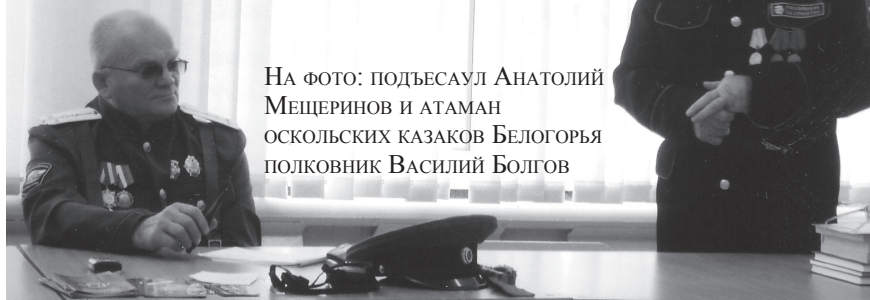 На фото: подъесаул Анатолий
Мещеринов и атаман
оскольских казаков Белогорья
полковник Василий Болгов